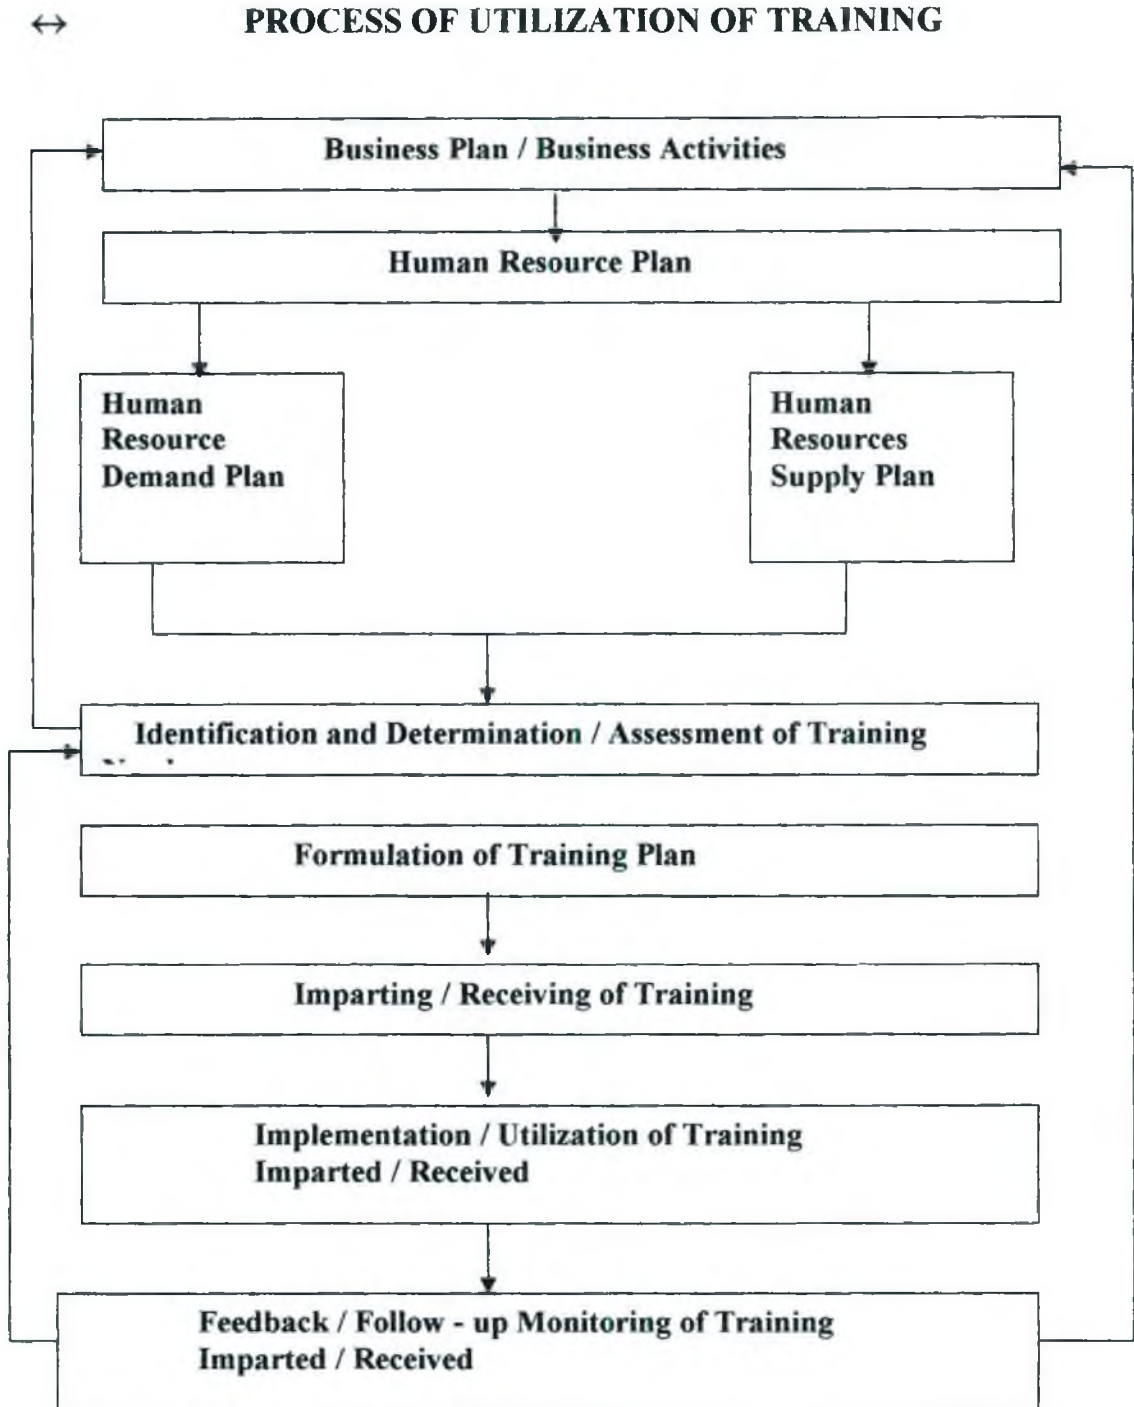 ↔ PROCESS OF UTILIZATION OF TRAINING
Business Plan / Business Activities
Human Resource Plan
Human
Resource
Demand Plan
Human
Resources
Supply Plan
Identification and Determination / Assessment of Training
Formulation of Training Plan
Imparting / Receiving of Training
Implementation / Utilization of Training
Imparted / Received
Feedback / Follow - up Monitoring of Training
Imparted / Received